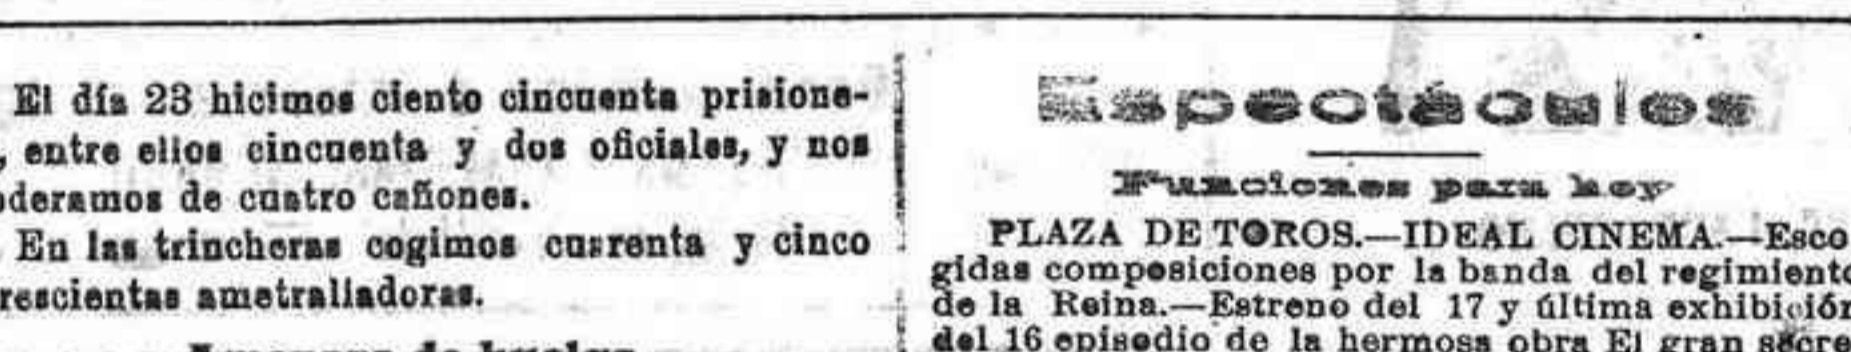 El día 23 hicimos ciento cincuenta prisione-
, entre ellos cincuenta y dos oficiales, y nos
oderamos de cuatro cañones.
En las trincheras cogimos cuarenta y cinco
rescientas ametralladoras.
de huelga
Espectáculos
Funciones para hoy
PLAZA DE TOROS.—IDEAL CINEMA.—Esco
gidas composiciones por la banda del regimiento
de la Reina.—Estreno del 17 y última exhibición
del 16 episodio de la hermosa obra El gran secre